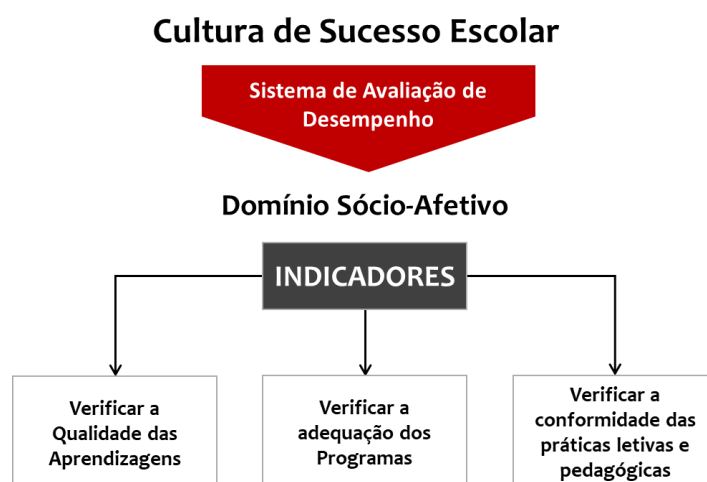 Cultura de Sucesso Escolar
Sistema de Avaliação de
Desempenho
Domínio Sócio-Afetivo
INDICADORES
Verificar a
Qualidade das
Aprendizagens
Verificar a
adequação dos
Programas
Verificar a
conformidade das
práticas letivas e
pedagógicas